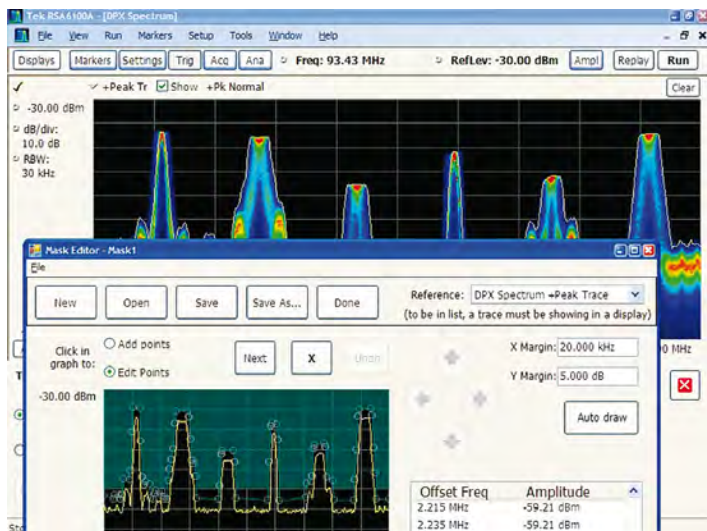 Tek RSA6100A - [DPX Spectrum]
File View Run Markers Setup Tools Window Help
Displays Markers Settings Trig Acq Ana Freq: 93.43 MHz RefLev: -30.00 dBm Ampl Replay Run
+Peak Tr Show +Pk Normal Clear
-30.00 dBm
dB/div:
10.0 dB
RBW:
30 kHz
Mask Editor - Mask1
File
New Open Save Save As... Done
Reference: DPX Spectrum +Peak Trace
(to be in list, a trace must be showing in a display)
Click in
graph to:
Add points
Edit Points
Next X Undo
X Margin: 20.000 kHz
Y Margin: 5.000 dB
Auto draw
-30.00 dBm
Offset Freq Amplitude
2.215 MHz -59.21 dBm
2.235 MHz -59.21 dBm